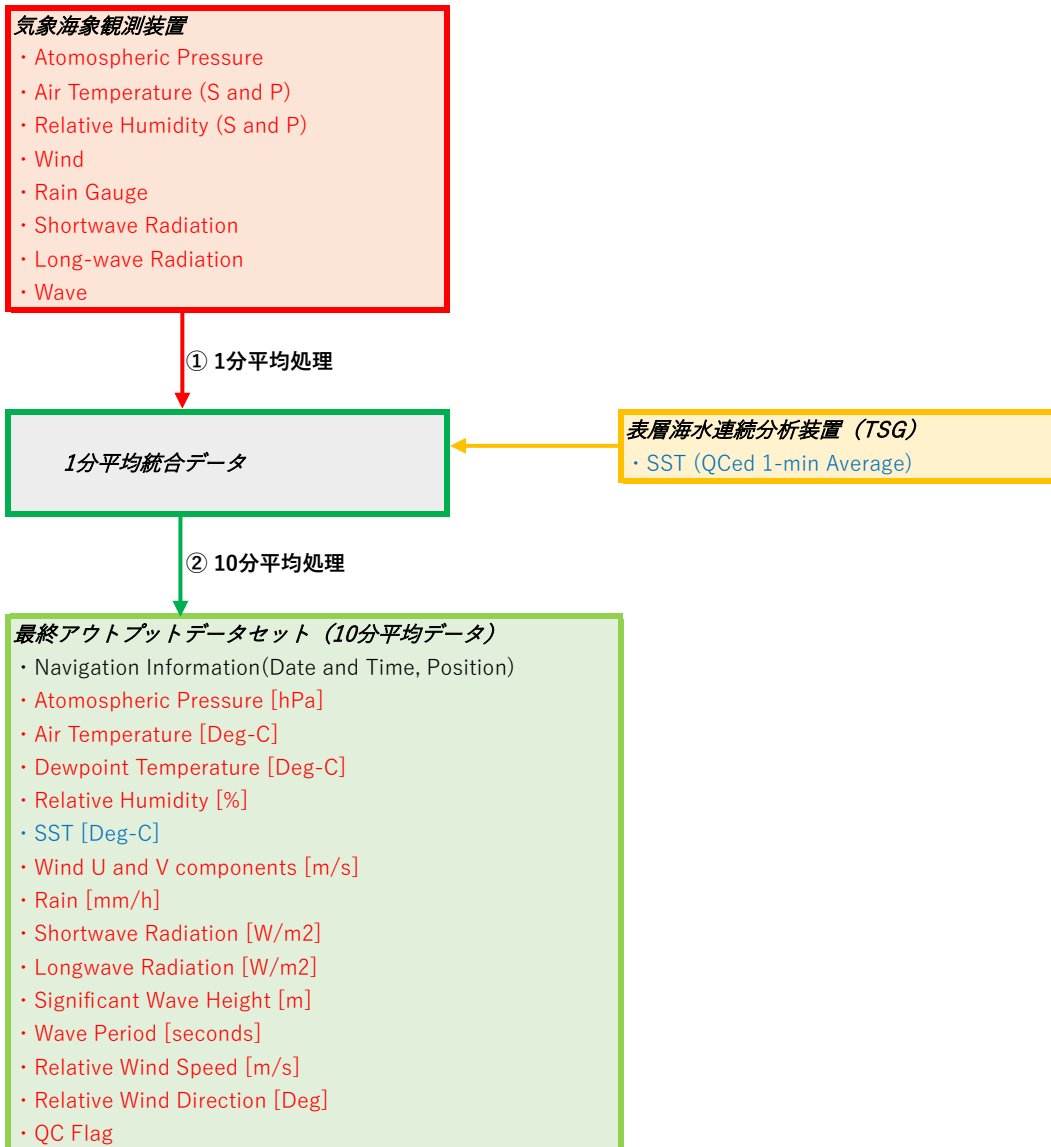 気象海象観測装置
・Atomospheric Pressure
・Air Temperature (S and P)
・Relative Humidity (S and P)
・Wind
・Rain Gauge
・Shortwave Radiation
・Long-wave Radiation
・Wave
① 1分平均処理
1分平均統合データ
表層海水連続分析装置（TSG）
・SST (QCed 1-min Average)
② 10分平均処理
最終アウトプットデータセット（10分平均データ）
・Navigation Information(Date and Time, Position)
・Atomospheric Pressure [hPa]
・Air Temperature [Deg-C]
・Dewpoint Temperature [Deg-C]
・Relative Humidity [%]
・SST [Deg-C]
・Wind U and V components [m/s]
・Rain [mm/h]
・Shortwave Radiation [W/m2]
・Longwave Radiation [W/m2]
・Significant Wave Height [m]
・Wave Period [seconds]
・Relative Wind Speed [m/s]
・Relative Wind Direction [Deg]
・QC Flag